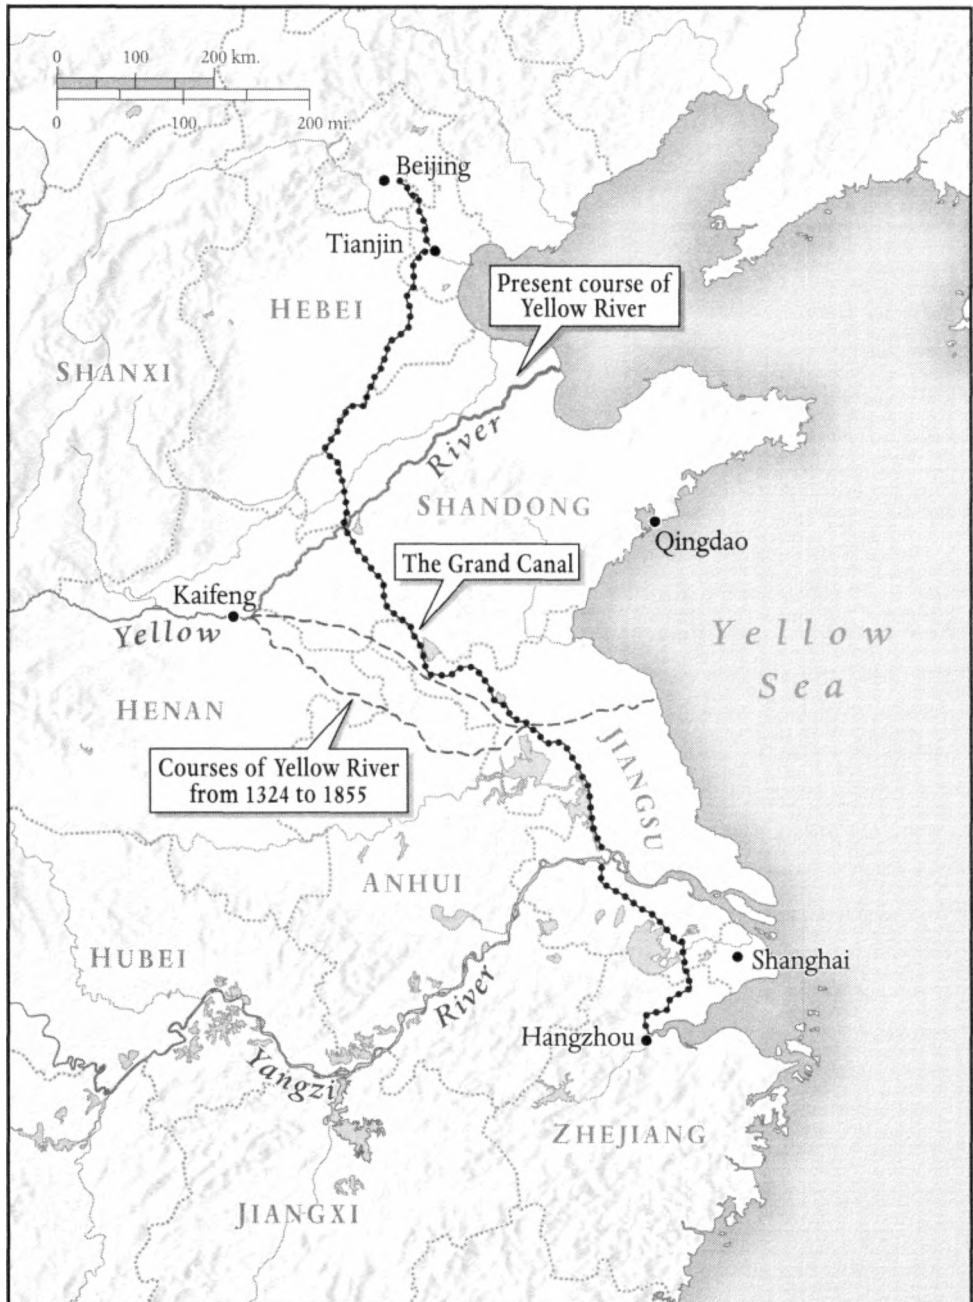 0 100 200 km.
0 100 200 mi.
Beijing
Tianjin
Present course of
Yellow River
HEBEI
SHANXI
River
SHANDONG
Qingdao
The Grand Canal
Kaifeng
Yellow
Yellow
Sea
HENAN
JIANGSU
Courses of Yellow River
from 1324 to 1855
ANHUI
HUBEI
Shanghai
River
Hangzhou
Yangzi
ZHEJIANG
JIANGXI